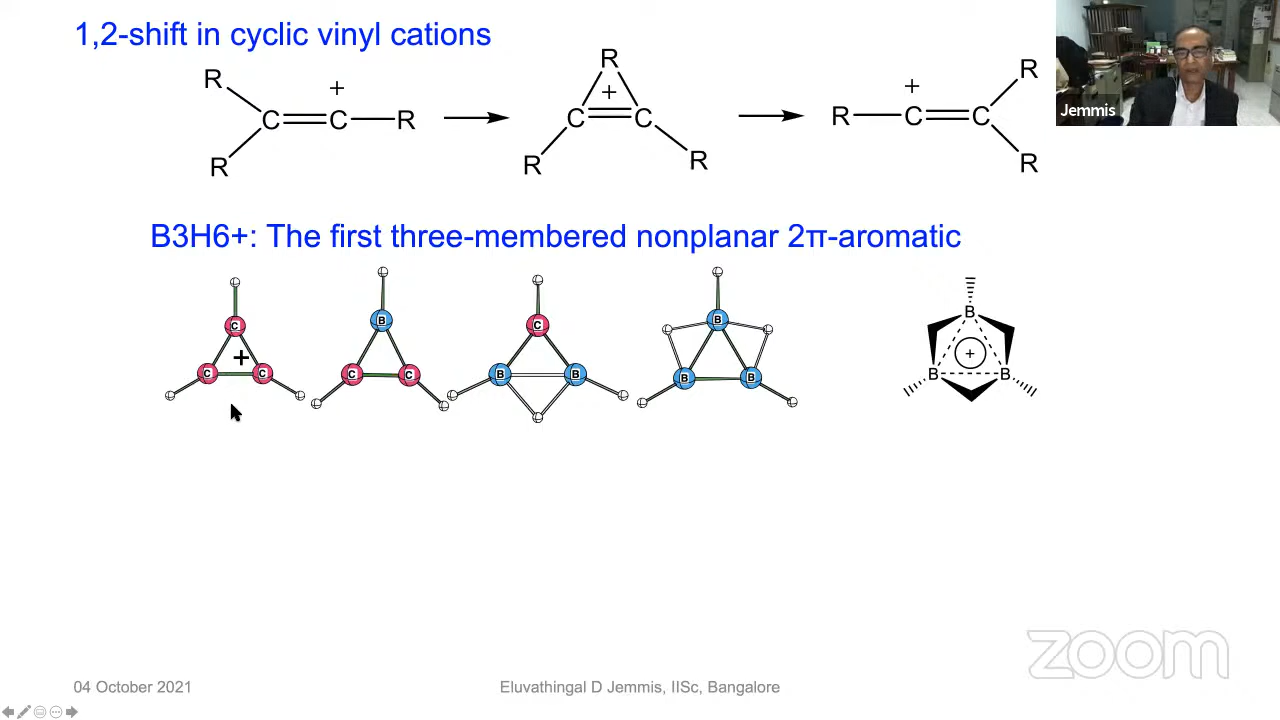 1,2-shift in cyclic vinyl cations
R
R
C
+
C
R
R
+
C
C
R
R
R
+
C
C
R
R
Jemmis
B3H6+: The first three-membered nonplanar 2π-aromatic
C
+
C
C
B
C
C
C
B
B
B
B
B
B
+
B
B
zoom
04 October 2021
Eluvathingal D Jemmis, IISc, Bangalore